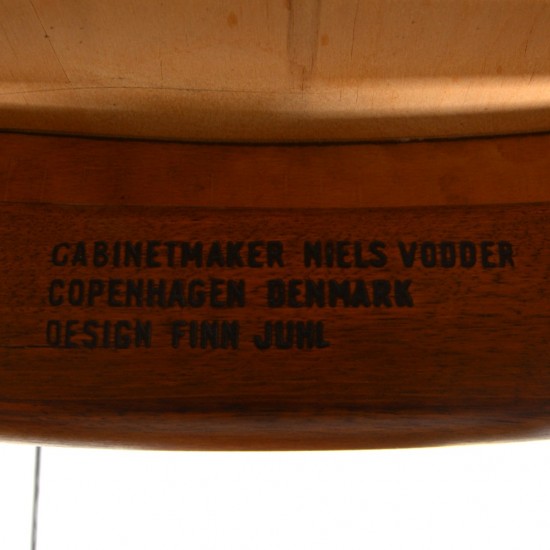 CABINETMAKER NIELS VODDER
COPENHAGEN DENMARK
DESIGN FINN JUHL